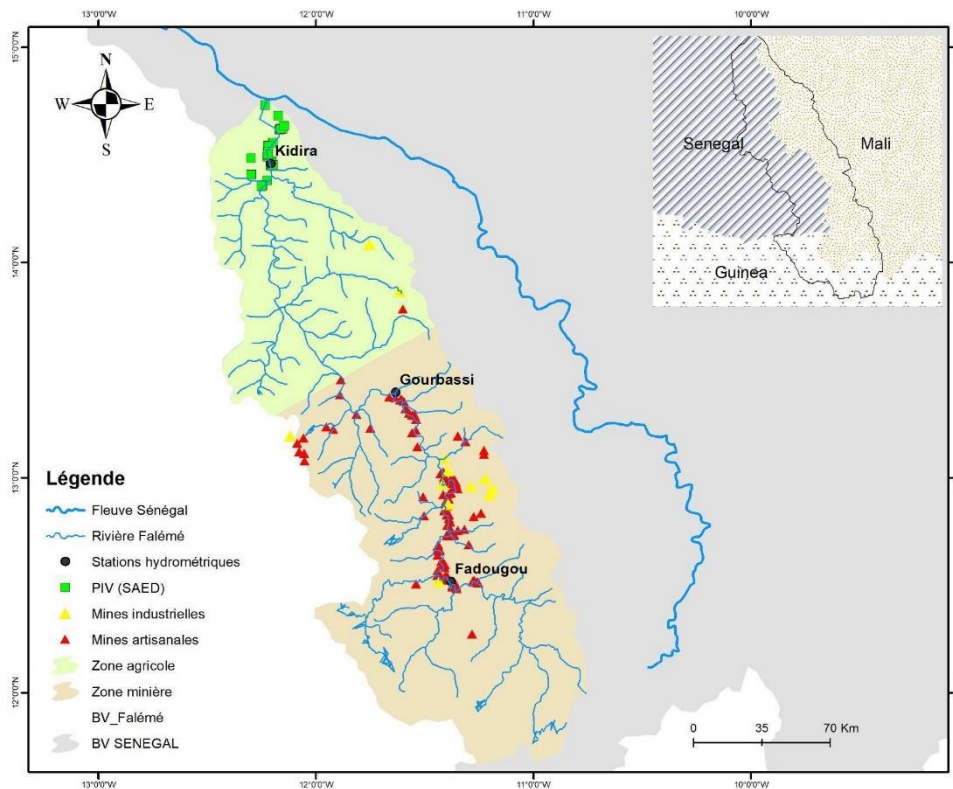 13°0'0"W 12°0'0"W 11°0'0"W 10°0'0"W
15°0'0"N
14°0'0"N
13°0'0"N
12°0'0"N
N
W E
S
Senegal
Mali
Guinea
Kidira
Gourbassi
Fadougou
Légende
Fleuve Sénégal
Rivière Falémé
Stations hydrométriques
PIV (SAED)
Mines industrielles
Mines artisanales
Zone agricole
Zone minière
BV_Falémé
BV SENEGAL
0 35 70 Km
13°0'0"W 12°0'0"W 11°0'0"W 10°0'0"W